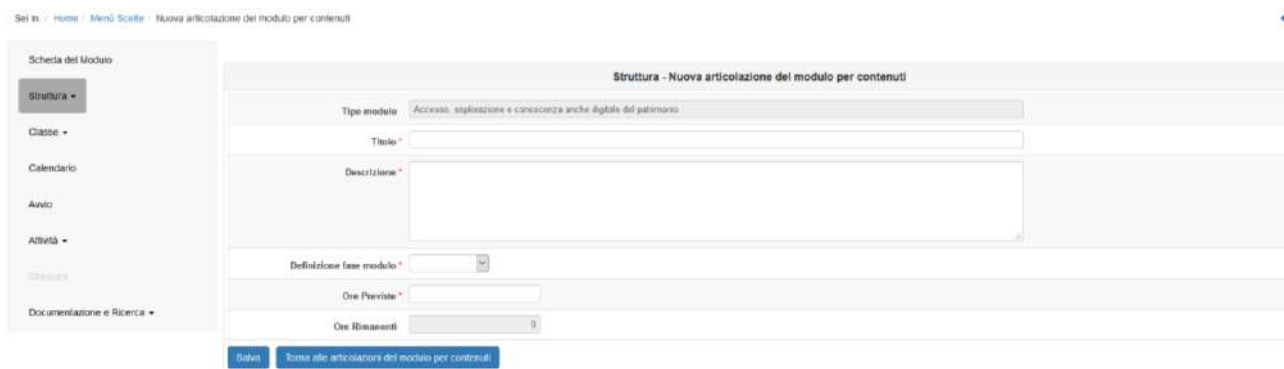 Sei in: / Home / Menù Scelte / Nuova articolazione del modulo per contenuti
Scheda del Modulo
Struttura
Classe
Calendario
Avvio
Attività
Chiusura
Documentazione e Ricerca
Struttura - Nuova articolazione del modulo per contenuti
Tipo modulo Accesso, esplorazione e conoscenza anche digitale del patrimonio
Titolo *
Descrizione *
Definizione fase modulo *
Ore Previste *
Ore Rimanenti 0
Salva Torna alle articolazioni del modulo per contenuti